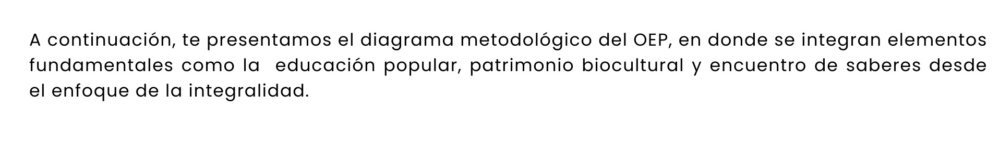 A continuación, te presentamos el diagrama metodológico del OEP, en donde se integran elementos
fundamentales como la  educación popular, patrimonio biocultural y encuentro de saberes desde
el enfoque de la integralidad.